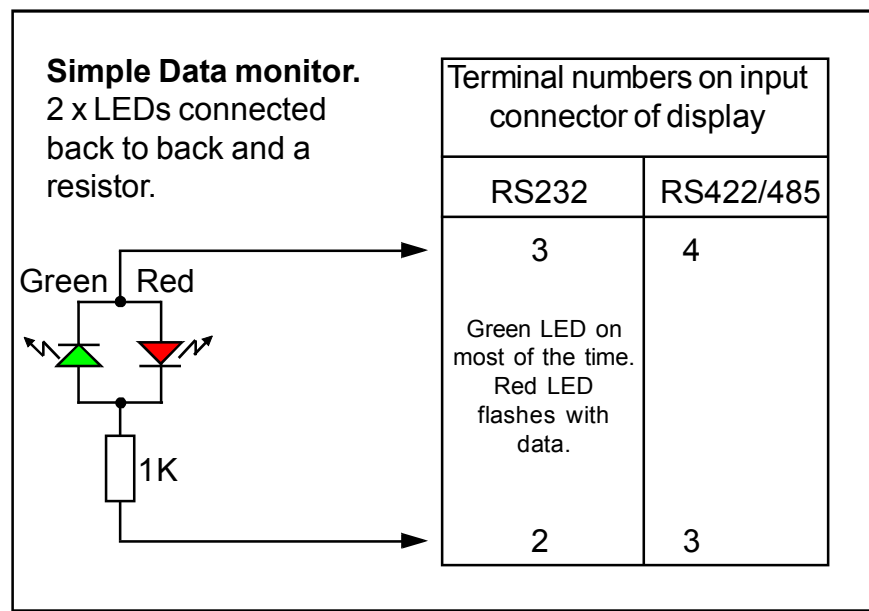 Simple Data monitor.
2 x LEDs connected
back to back and a
resistor.
Terminal numbers on input
connector of display
RS232 RS422/485
3 4
Green Red
Green LED on
most of the time.
Red LED
flashes with
data.
1K
2 3